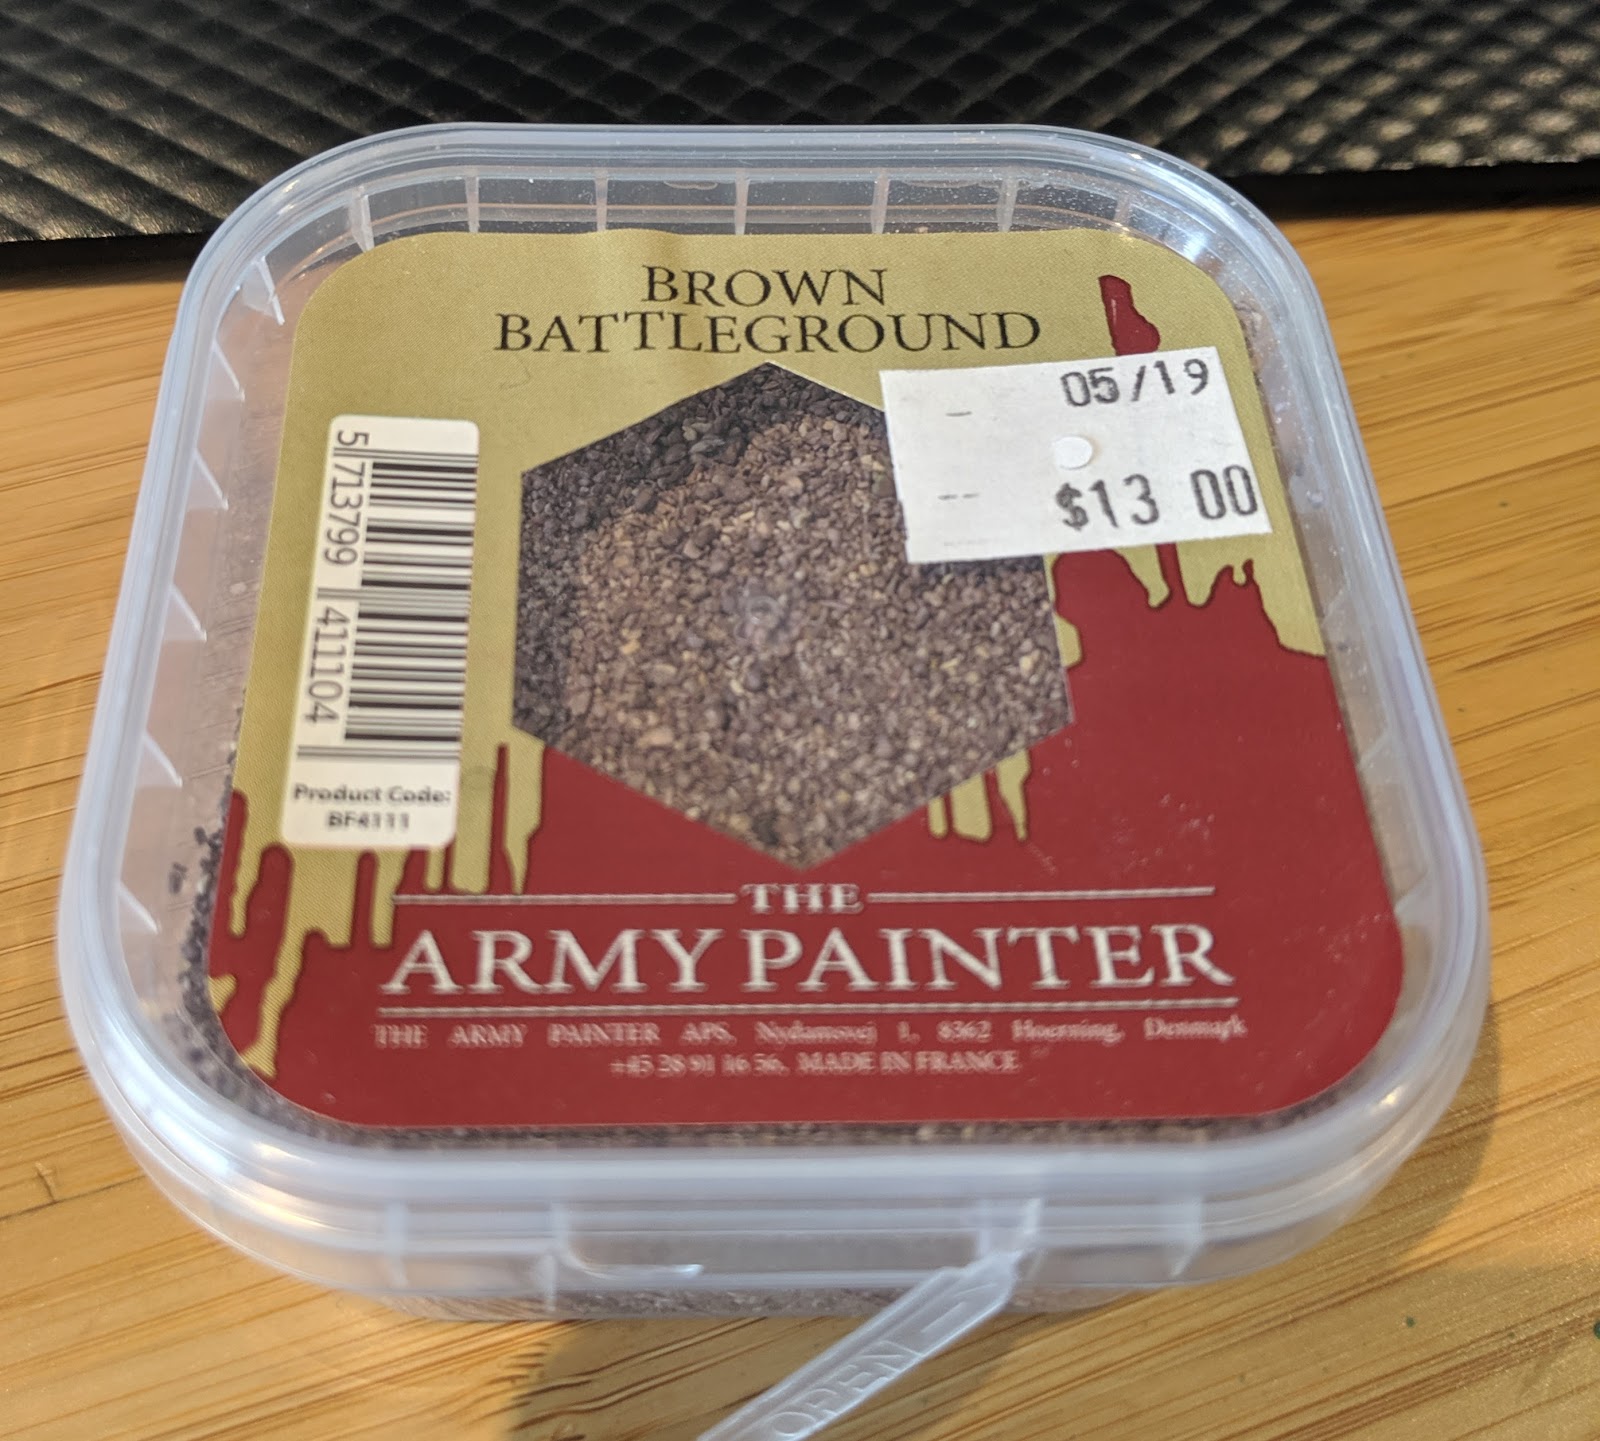 BROWN
BATTLEGROUND
05/19
$13 00
5 713799 411104
Product Code:
BF4111
THE
ARMY PAINTER
THE ARMY PAINTER APS, Nydamsvej 1, 8362 Hoerning, Denmark
+45 28 91 16 56, MADE IN FRANCE
OPEN